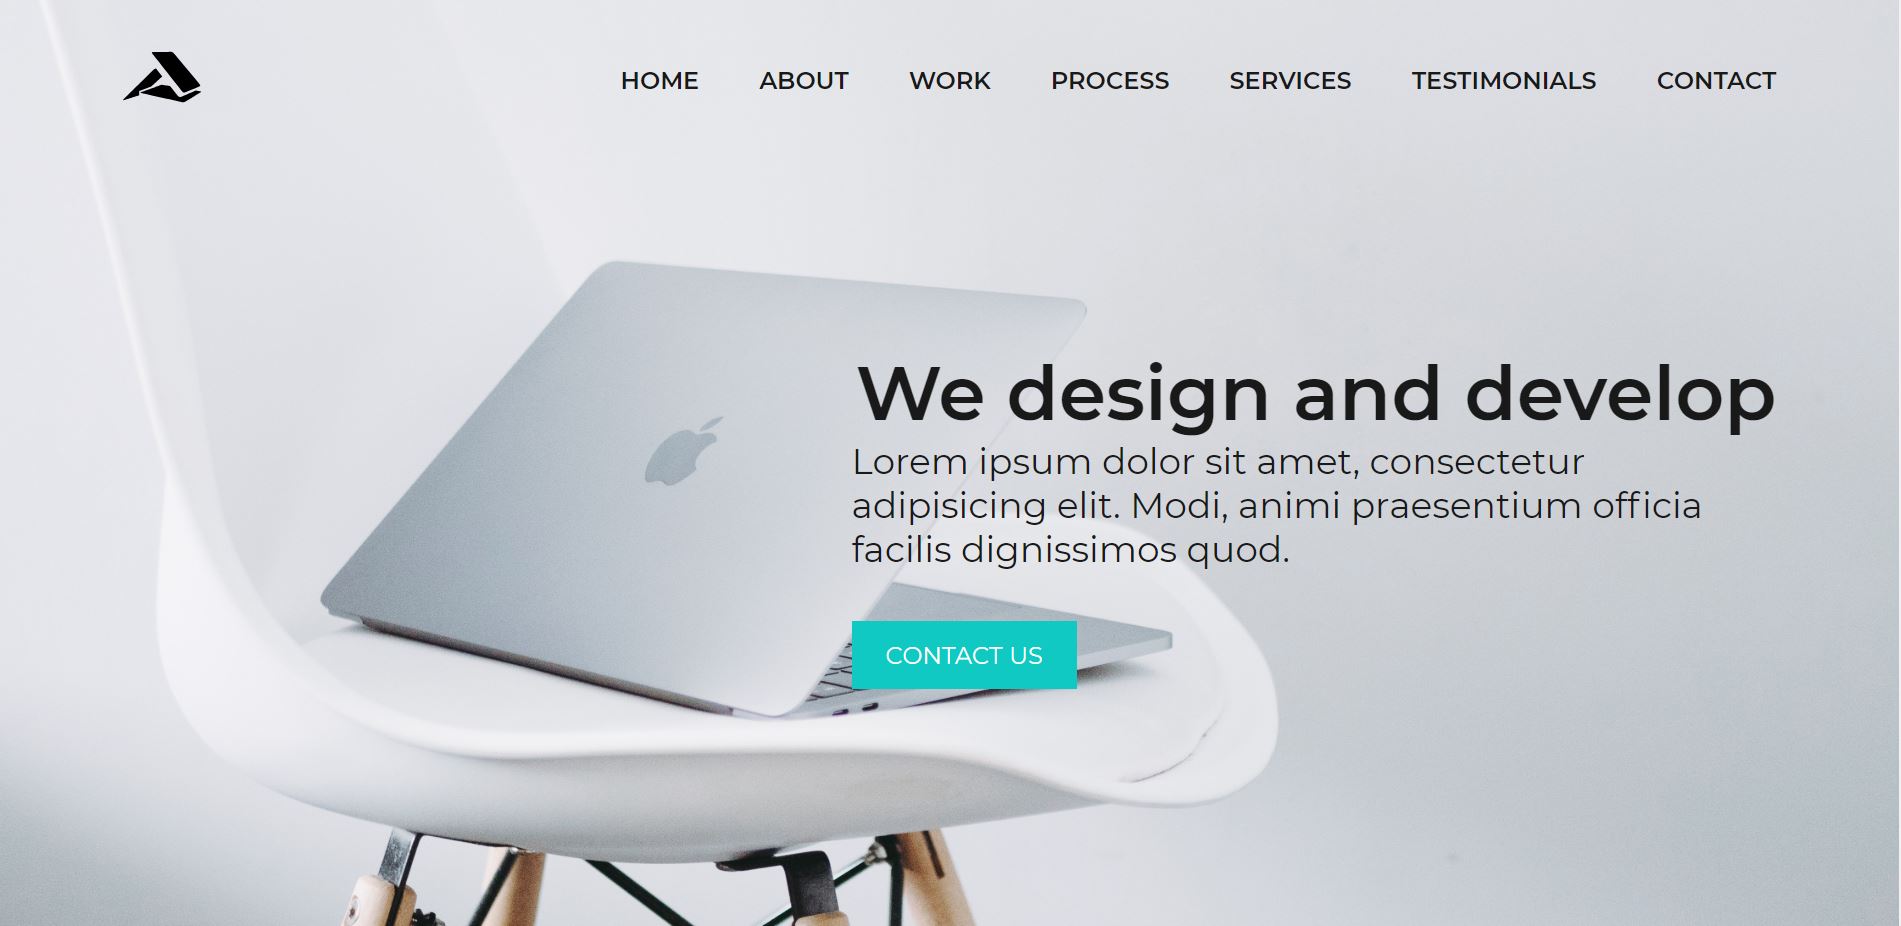 HOME ABOUT WORK PROCESS SERVICES TESTIMONIALS CONTACT
We design and develop
Lorem ipsum dolor sit amet, consectetur
adipisicing elit. Modi, animi praesentium officia
facilis dignissimos quod.
CONTACT US